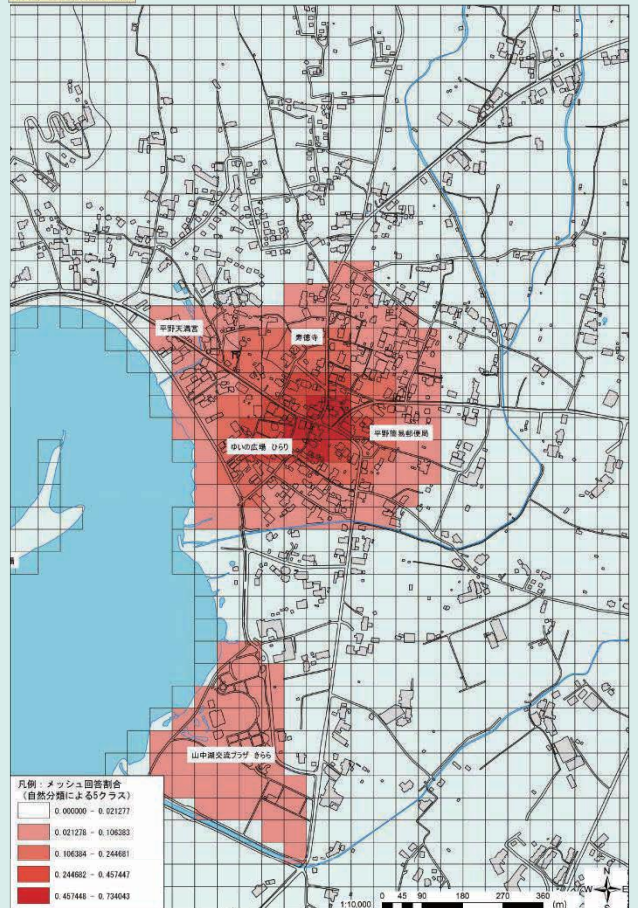 平野天満宮
寿徳寺
平野簡易郵便局
ゆいの広場 ひらり
山中湖交流プラザ きらら
凡例:メッシュ回答割合
(自然分類による5クラス)
0.000000 - 0.021277
0.021278 - 0.106383
0.106384 - 0.244681
0.244682 - 0.457447
0.457448 - 0.734043
N
W E
S
1:10,000
0 45 90 180 270 360
(m)